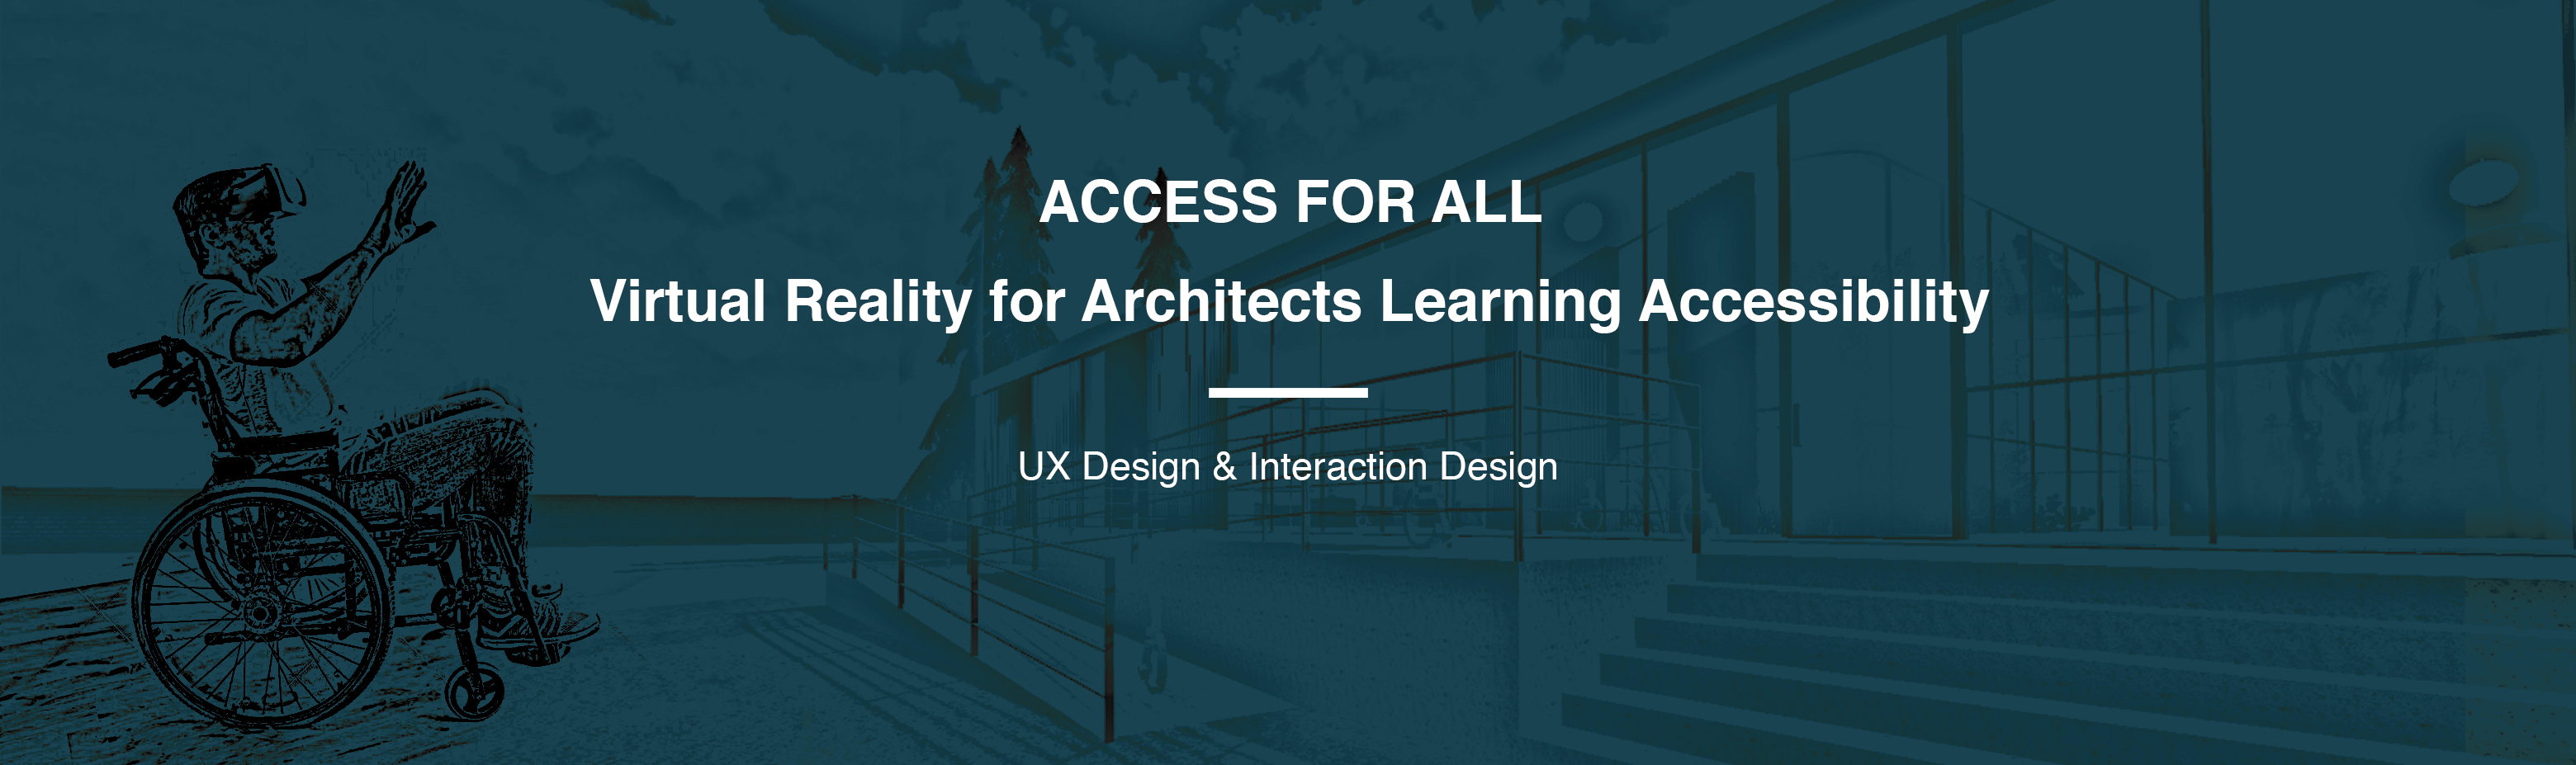 ACCESS FOR ALL
Virtual Reality for Architects Learning Accessibility
UX Design & Interaction Design